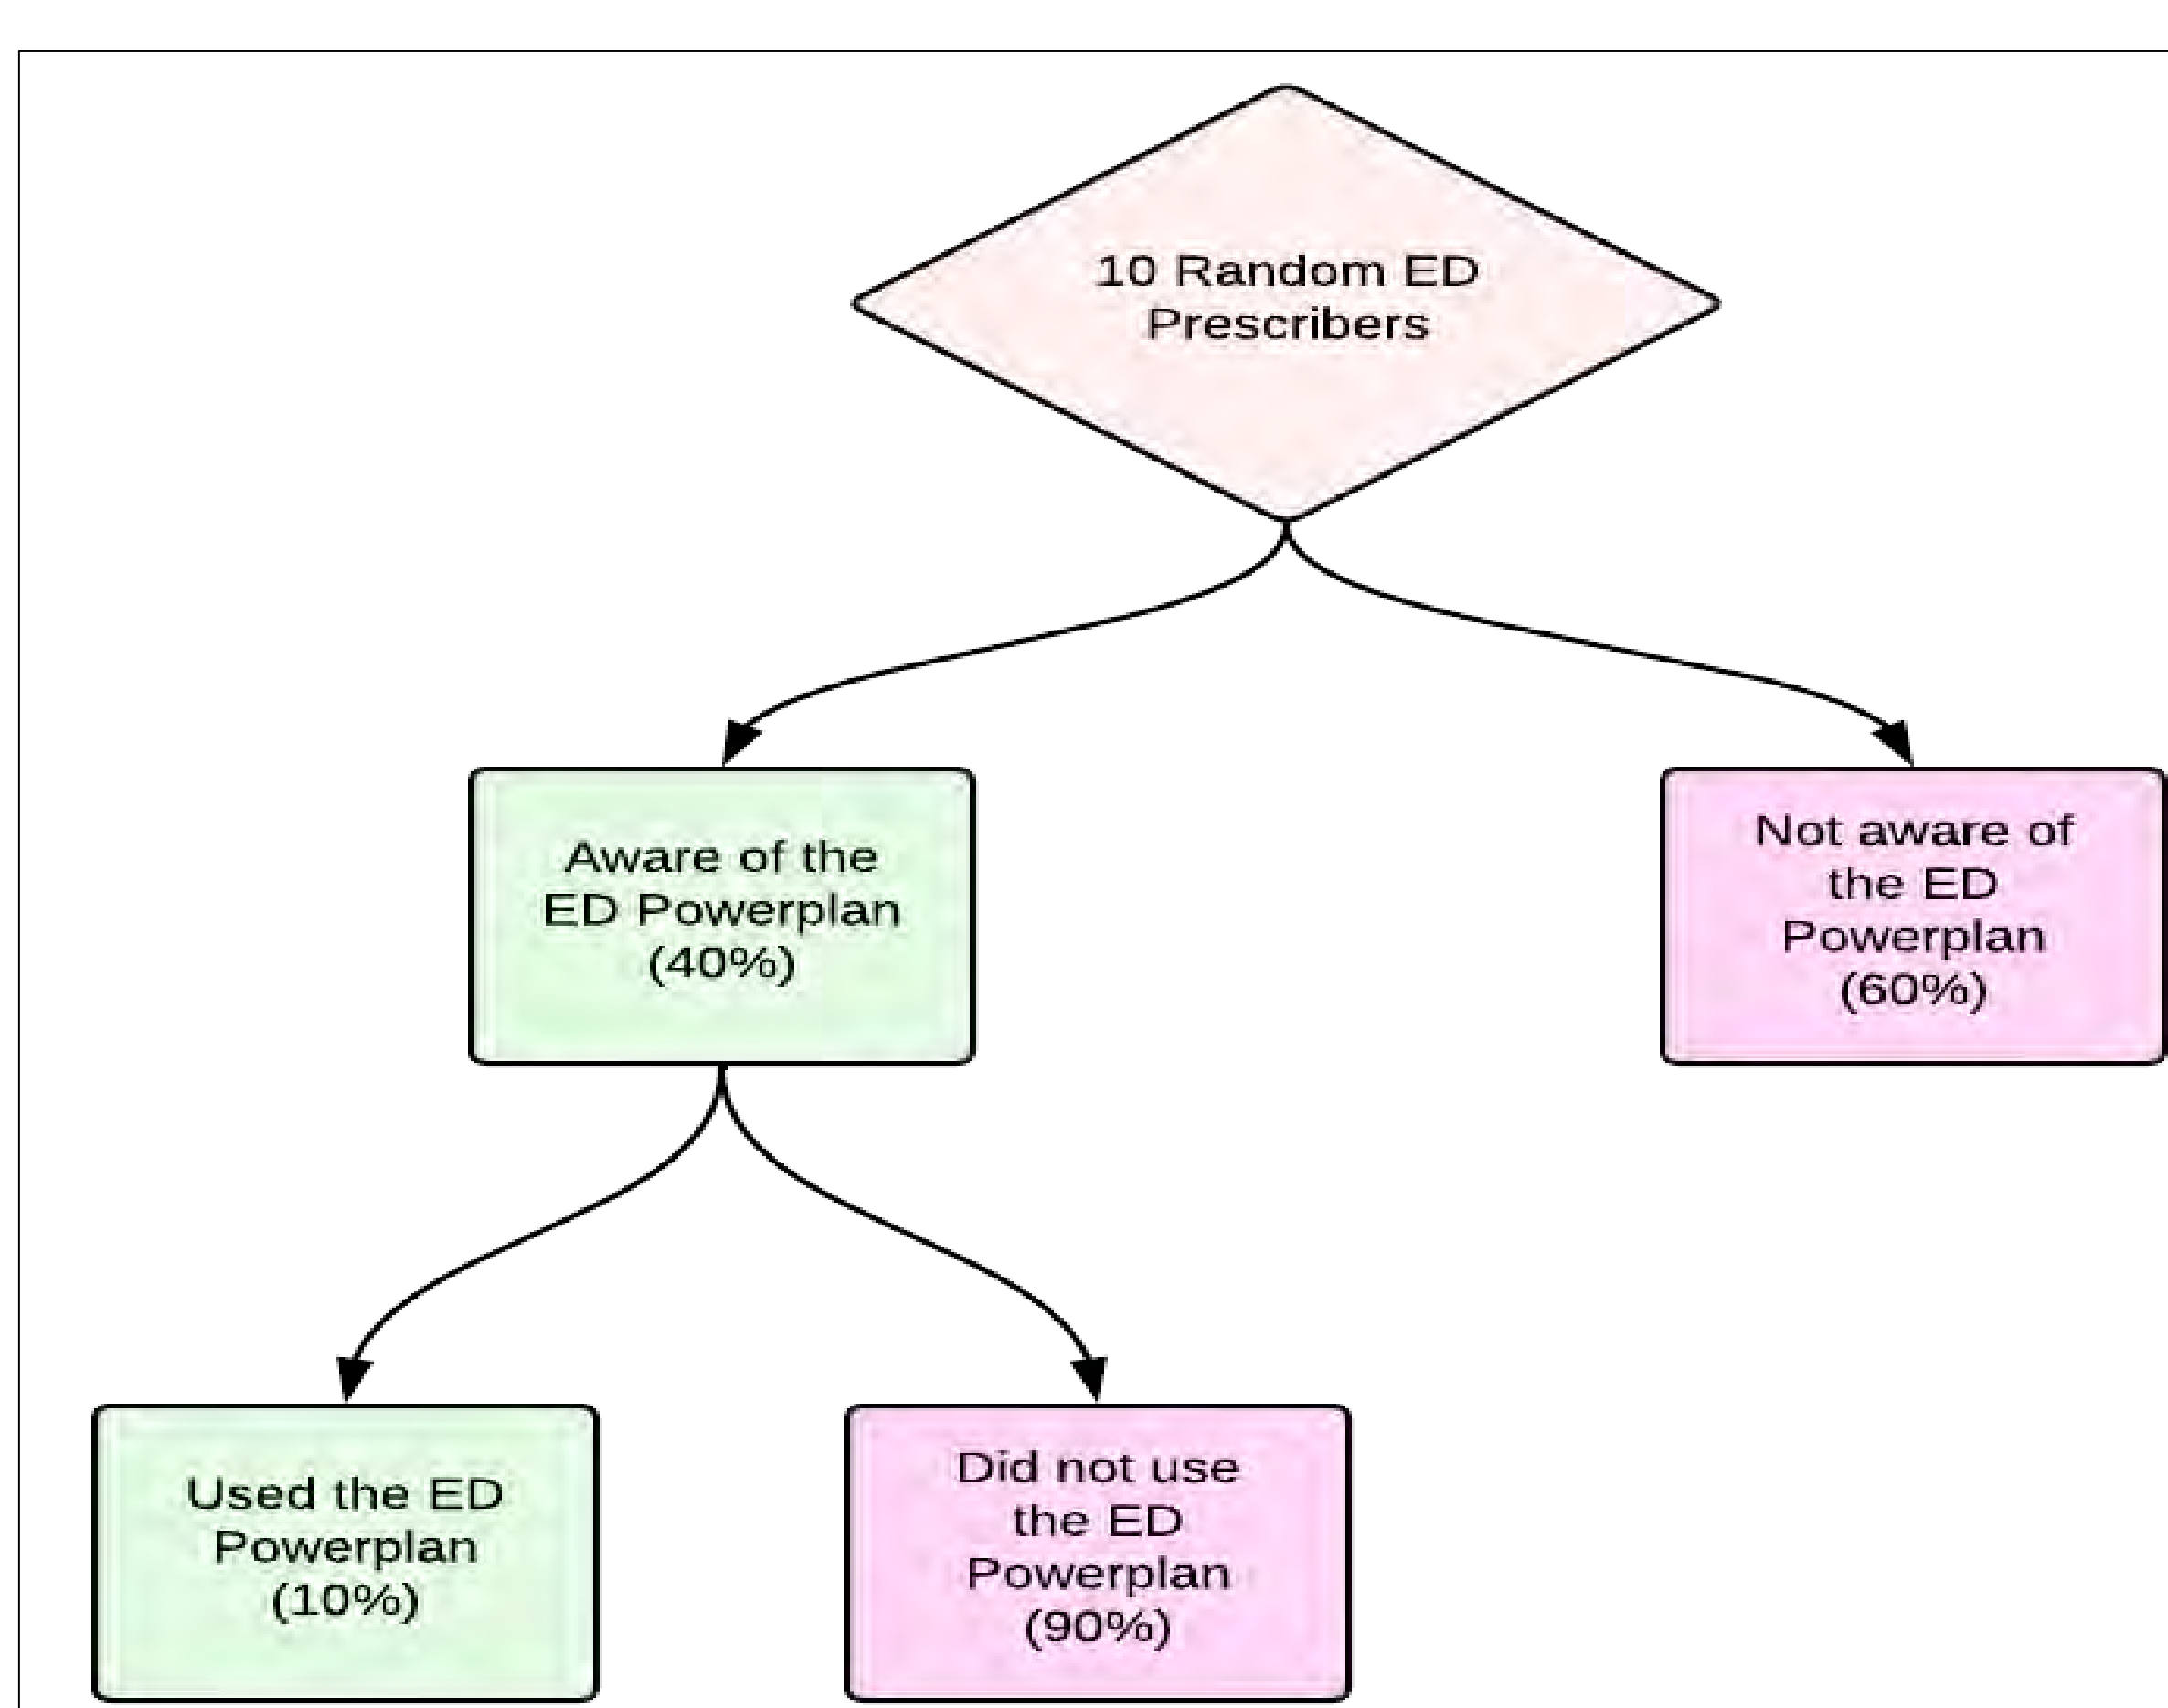 10 Random ED
Prescribers
Aware of the
ED Powerplan
(40%)
Not aware of
the ED
Powerplan
(60%)
Used the ED
Powerplan
(10%)
Did not use
the ED
Powerplan
(90%)